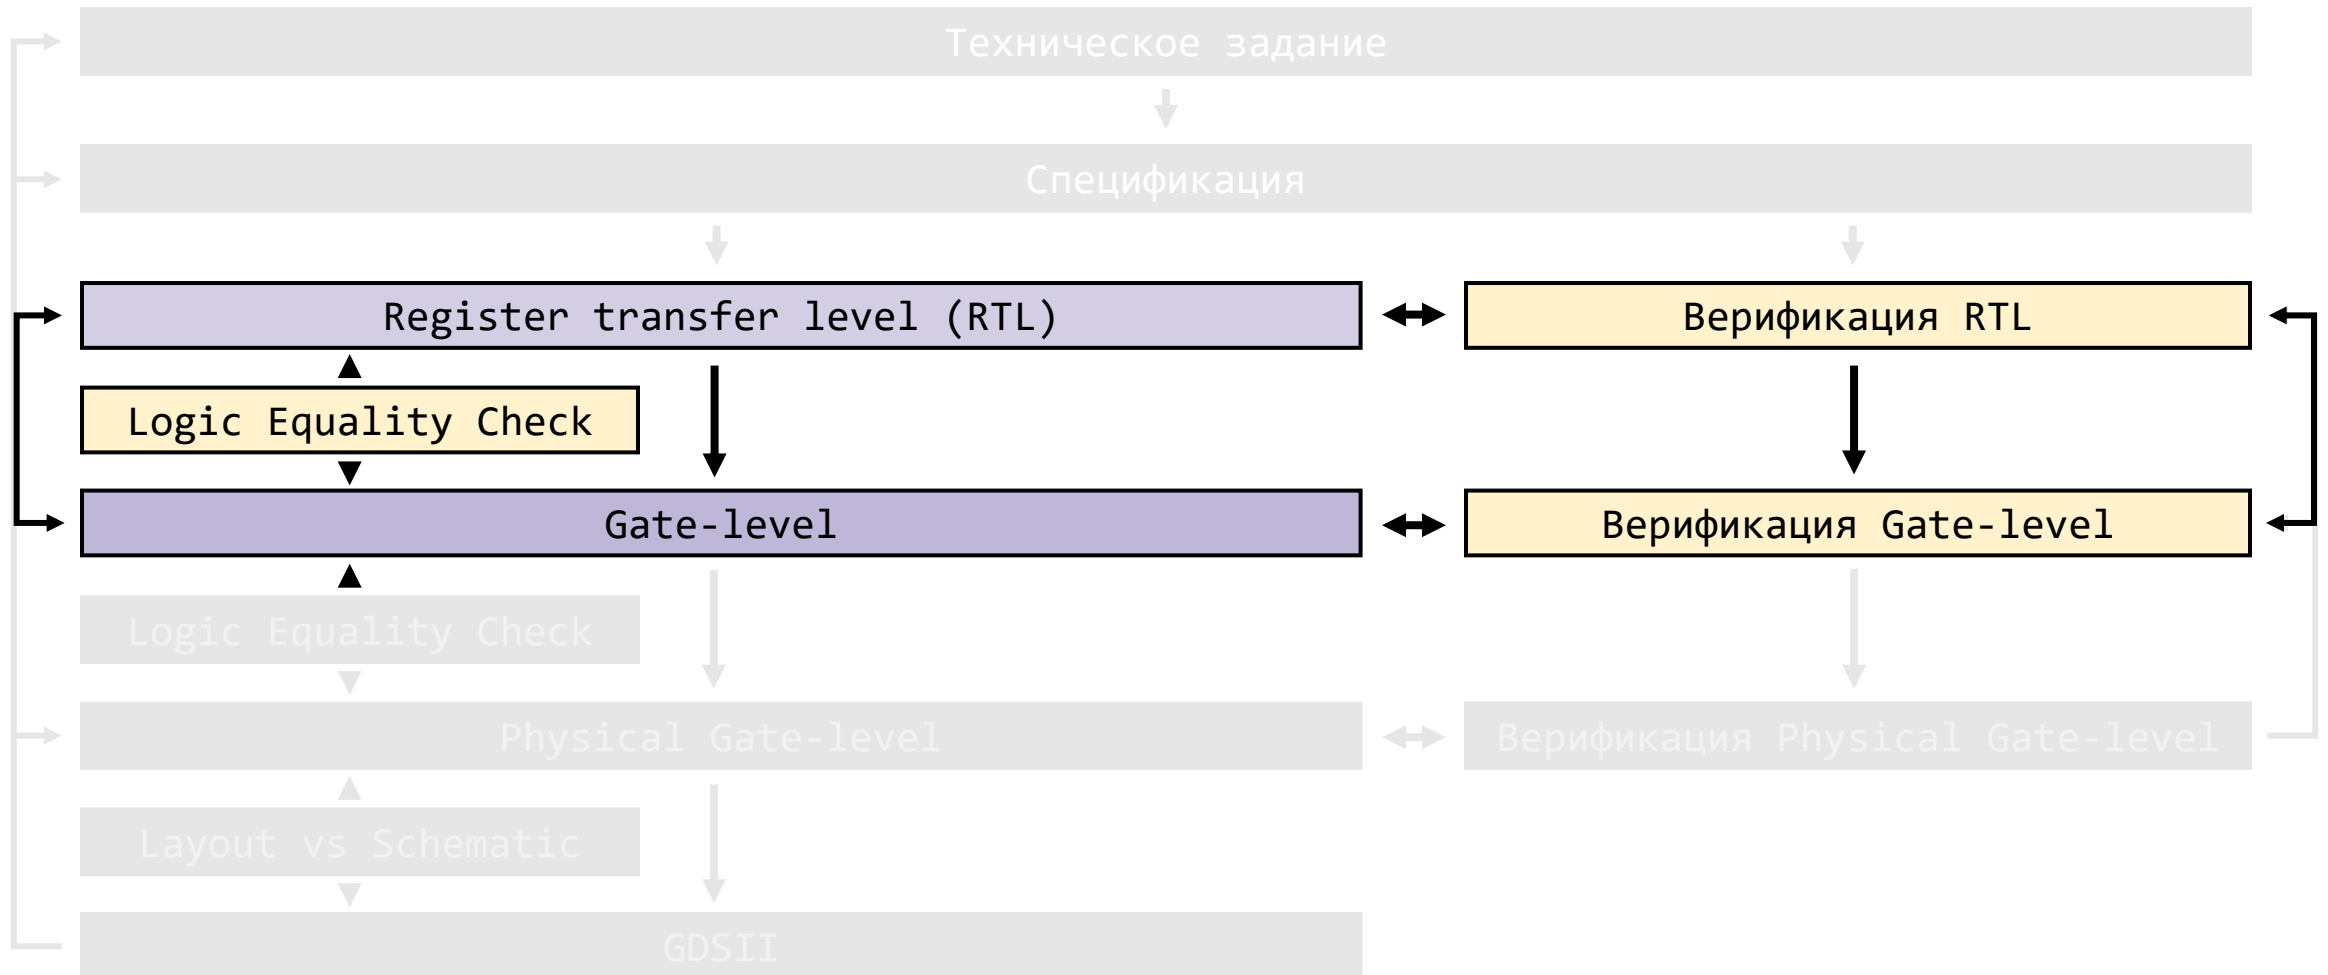 Техническое задание
Спецификация
Register transfer level (RTL)
Верификация RTL
Logic Equality Check
Gate-level
Верификация Gate-level
Logic Equality Check
Physical Gate-level
Верификация Physical Gate-level
Layout vs Schematic
GDSII